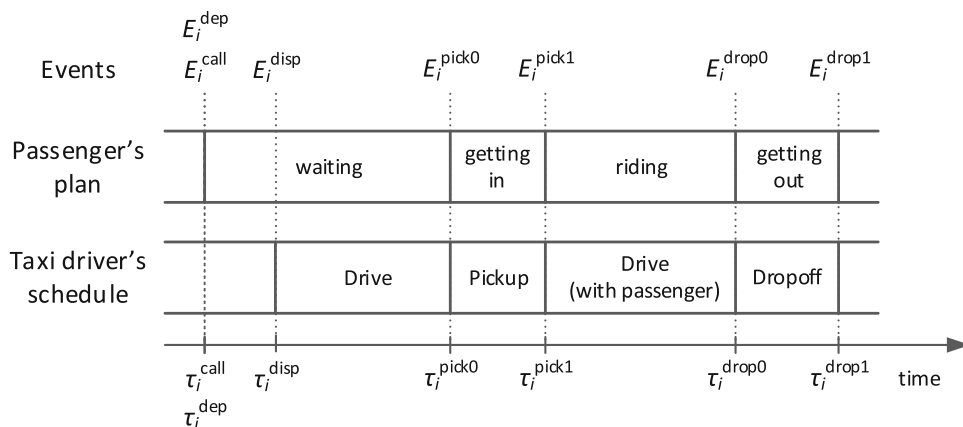 E_i^dep
Events E_i^call E_i^disp E_i^pick0 E_i^pick1 E_i^drop0 E_i^drop1
Passenger's
plan
waiting
getting
in
riding
getting
out
Taxi driver's
schedule
Drive
Pickup
Drive
(with passenger)
Dropoff
τ_i^call τ_i^disp τ_i^pick0 τ_i^pick1 τ_i^drop0 τ_i^drop1 time
τ_i^dep